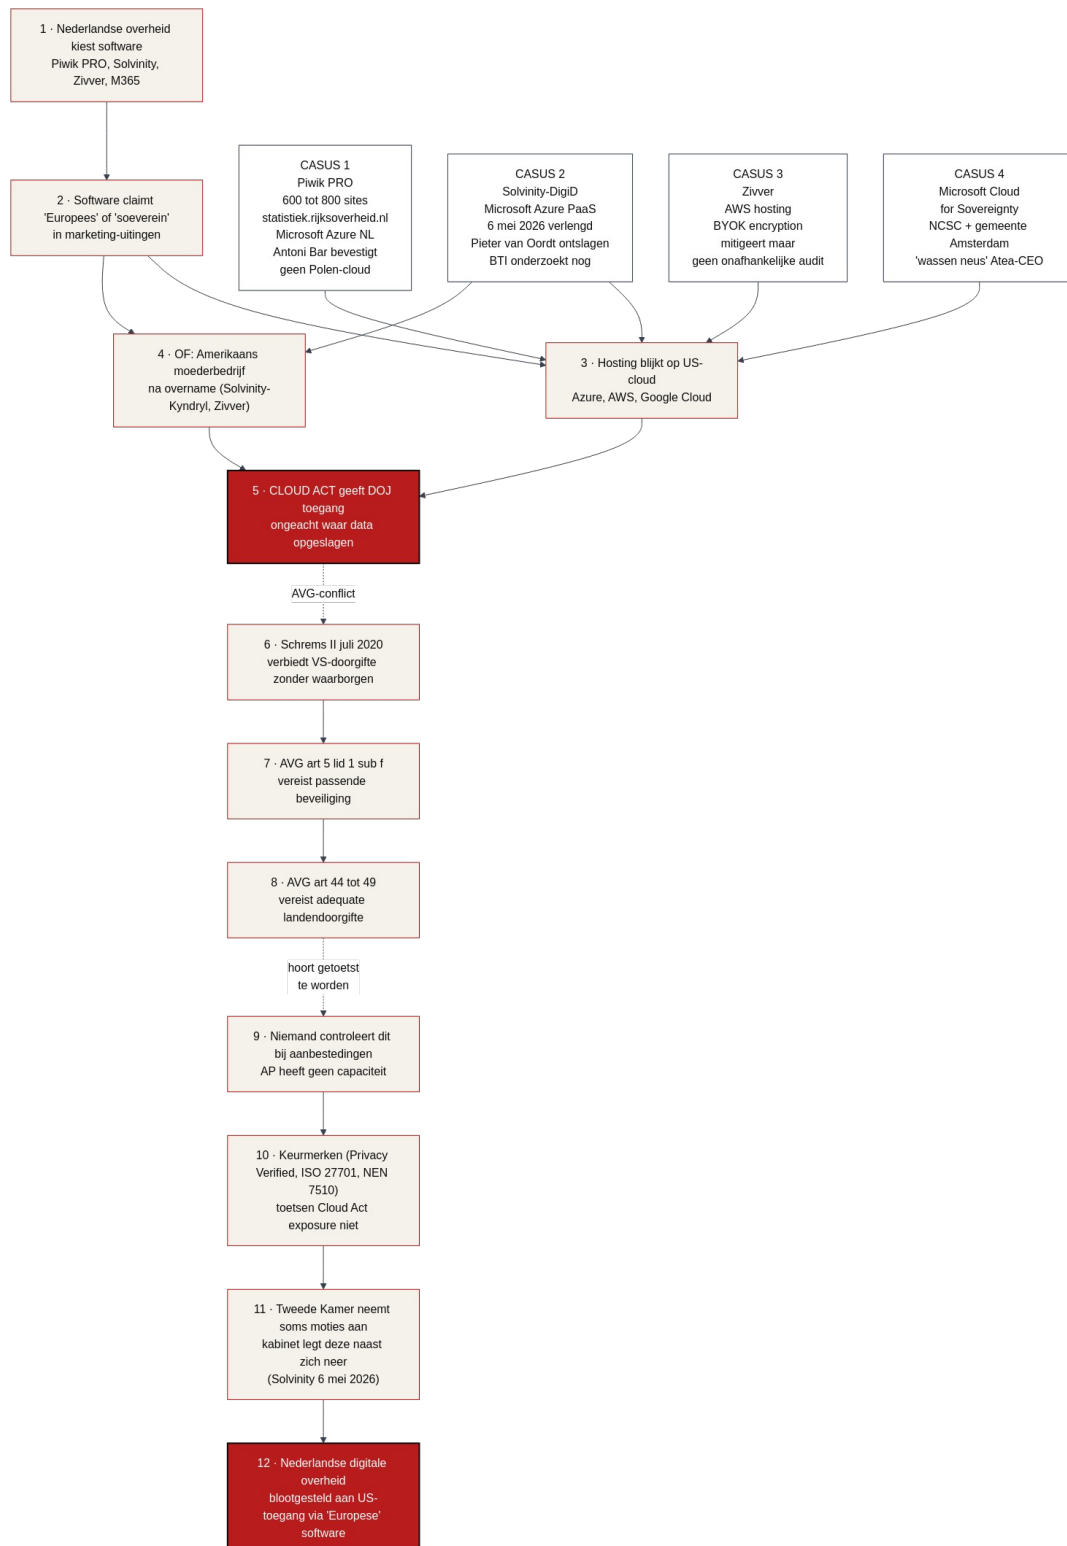 1 · Nederlandse overheid
kiest software
Piwik PRO, Solvinity,
Zivver, M365
2 · Software claimt
'Europees' of 'soeverein'
in marketing-uitingen
CASUS 1
Piwik PRO
600 tot 800 sites
statistiek.rijksoverheid.nl
Microsoft Azure NL
Antoni Bar bevestigt
geen Polen-cloud
CASUS 2
Solvinity-DigiD
Microsoft Azure PaaS
6 mei 2026 verlengd
Pieter van Oordt ontslagen
BTI onderzoekt nog
CASUS 3
Zivver
AWS hosting
BYOK encryption
mitigeert maar
geen onafhankelijke audit
CASUS 4
Microsoft Cloud
for Sovereignty
NCSC + gemeente
Amsterdam
'wassen neus' Atea-CEO
4 · OF: Amerikaans
moederbedrijf
na overname (Solvinity-
Kyndryl, Zivver)
3 · Hosting blijkt op US-
cloud
Azure, AWS, Google Cloud
5 · CLOUD ACT geeft DOJ
toegang
ongeacht waar data
opgeslagen
AVG-conflict
6 · Schrems II juli 2020
verbiedt VS-doorgifte
zonder waarborgen
7 · AVG art 5 lid 1 sub f
vereist passende
beveiliging
8 · AVG art 44 tot 49
vereist adequate
landendoorgifte
hoort getoetst
te worden
9 · Niemand controleert dit
bij aanbestedingen
AP heeft geen capaciteit
10 · Keurmerken (Privacy
Verified, ISO 27701, NEN
7510)
toetsen Cloud Act
exposure niet
11 · Tweede Kamer neemt
soms moties aan
kabinet legt deze naast
zich neer
(Solvinity 6 mei 2026)
12 · Nederlandse digitale
overheid
blootgesteld aan US-
toegang via 'Europese'
software